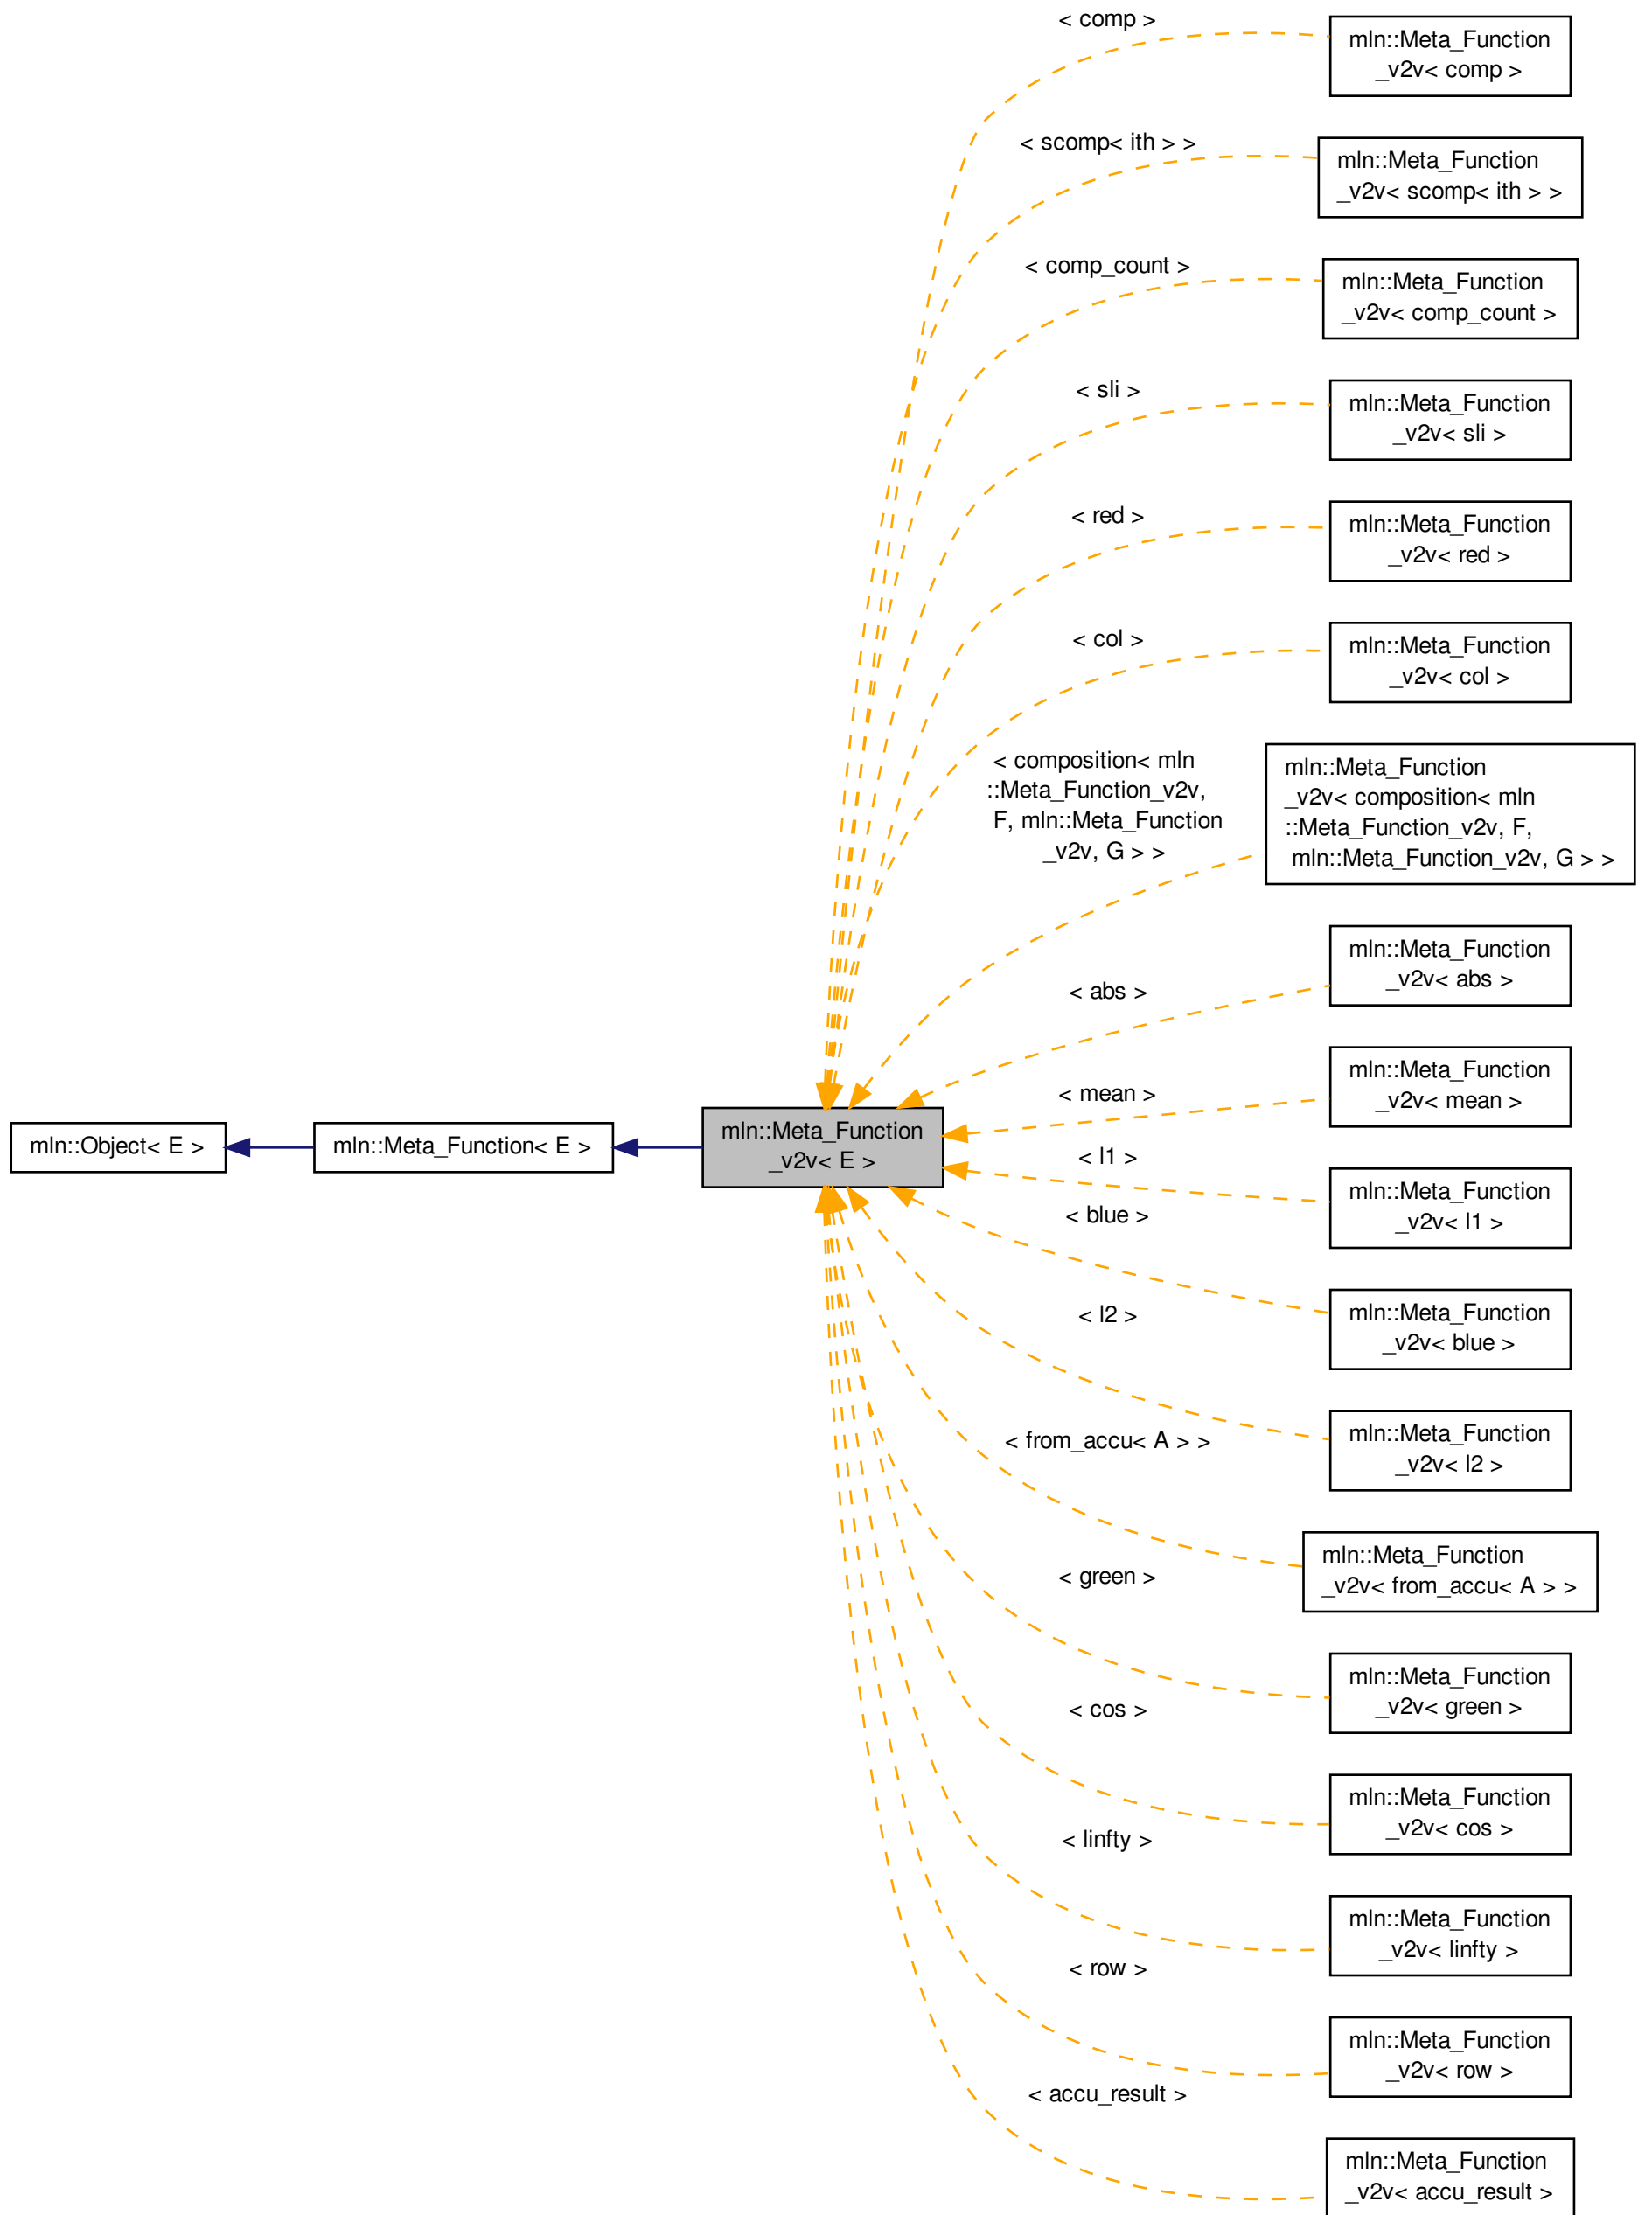 < comp >
mln::Meta_Function
_v2v< comp >
< scomp< ith > >
mln::Meta_Function
_v2v< scomp< ith > >
< comp_count >
mln::Meta_Function
_v2v< comp_count >
< sli >
mln::Meta_Function
_v2v< sli >
< red >
mln::Meta_Function
_v2v< red >
< col >
mln::Meta_Function
_v2v< col >
< composition< mln
::Meta_Function_v2v,
F, mln::Meta_Function
_v2v, G > >
mln::Meta_Function
_v2v< composition< mln
::Meta_Function_v2v, F,
mln::Meta_Function_v2v, G > >
< abs >
mln::Meta_Function
_v2v< abs >
< mean >
mln::Meta_Function
_v2v< mean >
mln::Object< E >
mln::Meta_Function< E >
mln::Meta_Function
_v2v< E >
< l1 >
mln::Meta_Function
_v2v< l1 >
< blue >
mln::Meta_Function
_v2v< blue >
< l2 >
mln::Meta_Function
_v2v< l2 >
< from_accu< A > >
mln::Meta_Function
_v2v< from_accu< A > >
< green >
mln::Meta_Function
_v2v< green >
< cos >
mln::Meta_Function
_v2v< cos >
< linfty >
mln::Meta_Function
_v2v< linfty >
< row >
mln::Meta_Function
_v2v< row >
< accu_result >
mln::Meta_Function
_v2v< accu_result >